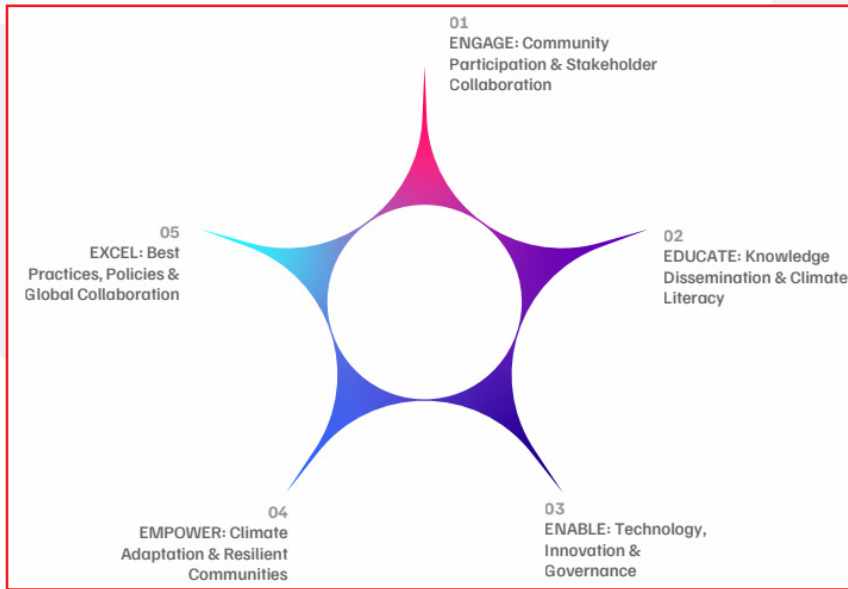 01
ENGAGE: Community
Participation & Stakeholder
Collaboration
02
EDUCATE: Knowledge
Dissemination & Climate
Literacy
03
ENABLE: Technology,
Innovation &
Governance
04
EMPOWER: Climate
Adaptation & Resilient
Communities
05
EXCEL: Best
Practices, Policies &
Global Collaboration